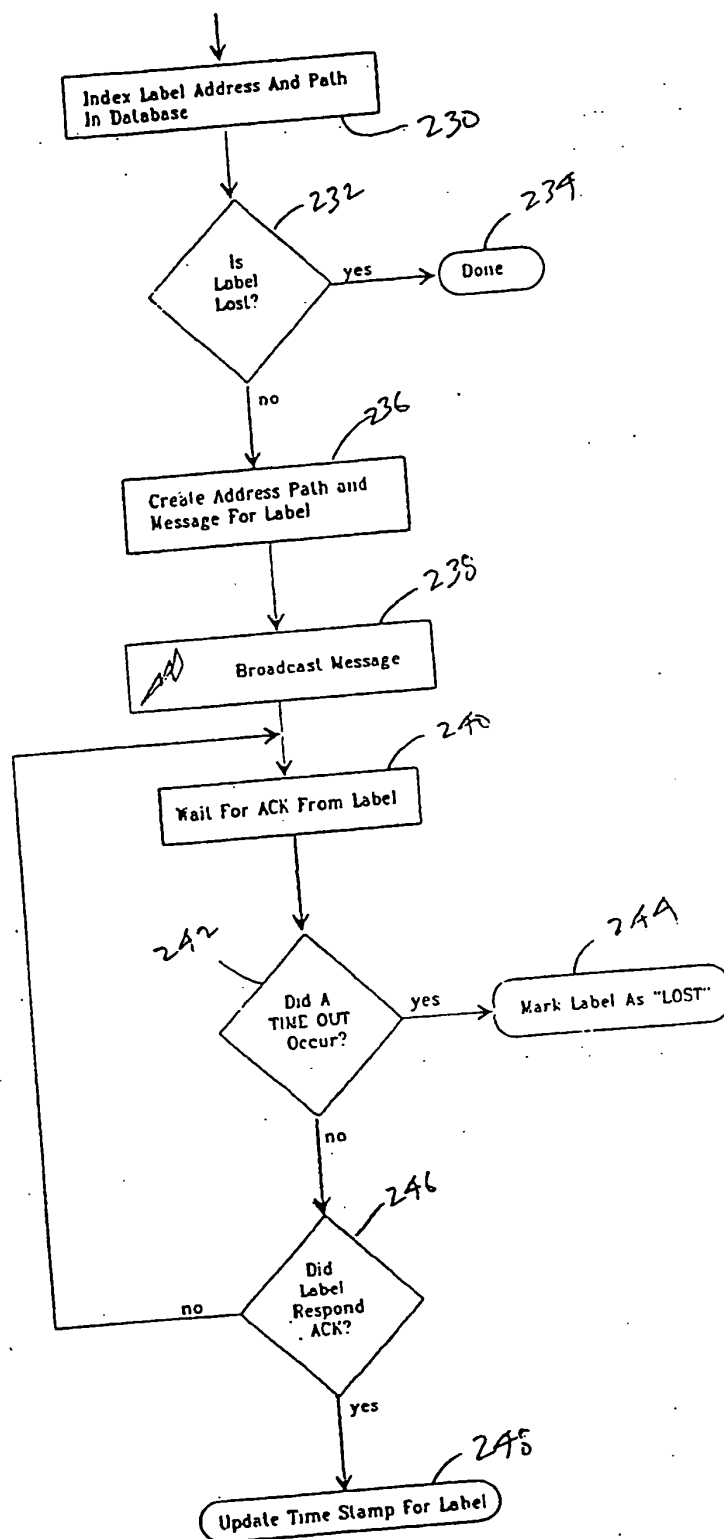 Index Label Address And Path
In Database
230
232
234
Is
Label
Lost?
yes
Done
no
236
Create Address Path and
Message For Label
238
Broadcast Message
240
Wait For ACK From Label
242
244
Did A
TIME OUT
Occur?
yes
Mark Label As "LOST"
no
246
Did
Label
Respond
ACK?
no
yes
248
Update Time Stamp For Label